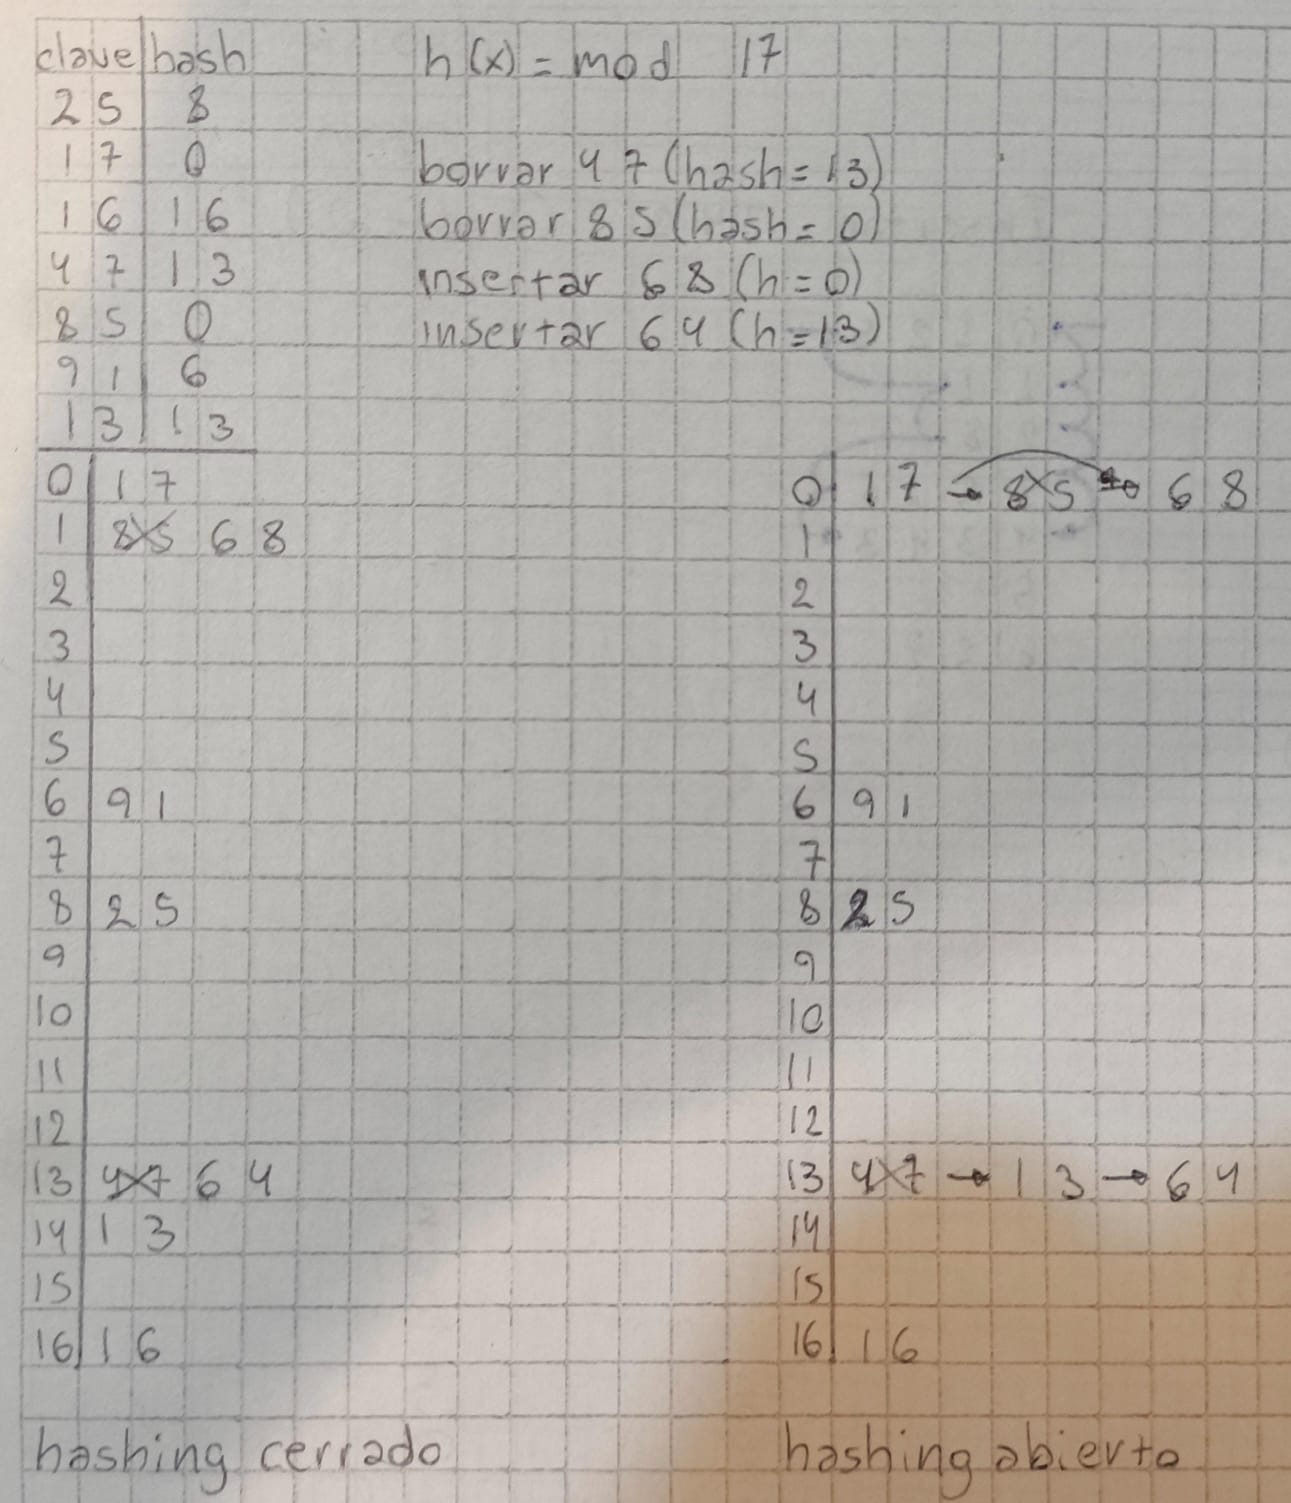 clave hash h(x) = mod 17
25 8
17 0 borrar 47 (hash = 13)
16 16 borrar 85 (hash = 0)
47 13 insertar 68 (h = 0)
85 0 insertar 64 (h = 13)
91 6
13 13
0 17 0 17 → 85 → 68
1 85 68 1
2 2
3 3
4 4
5 5
6 91 6 91
7 7
8 25 8 25
9 9
10 10
11 11
12 12
13 47 64 13 47 → 13 → 64
14 13 14
15 15
16 16 16 16
hashing cerrado hashing abierto